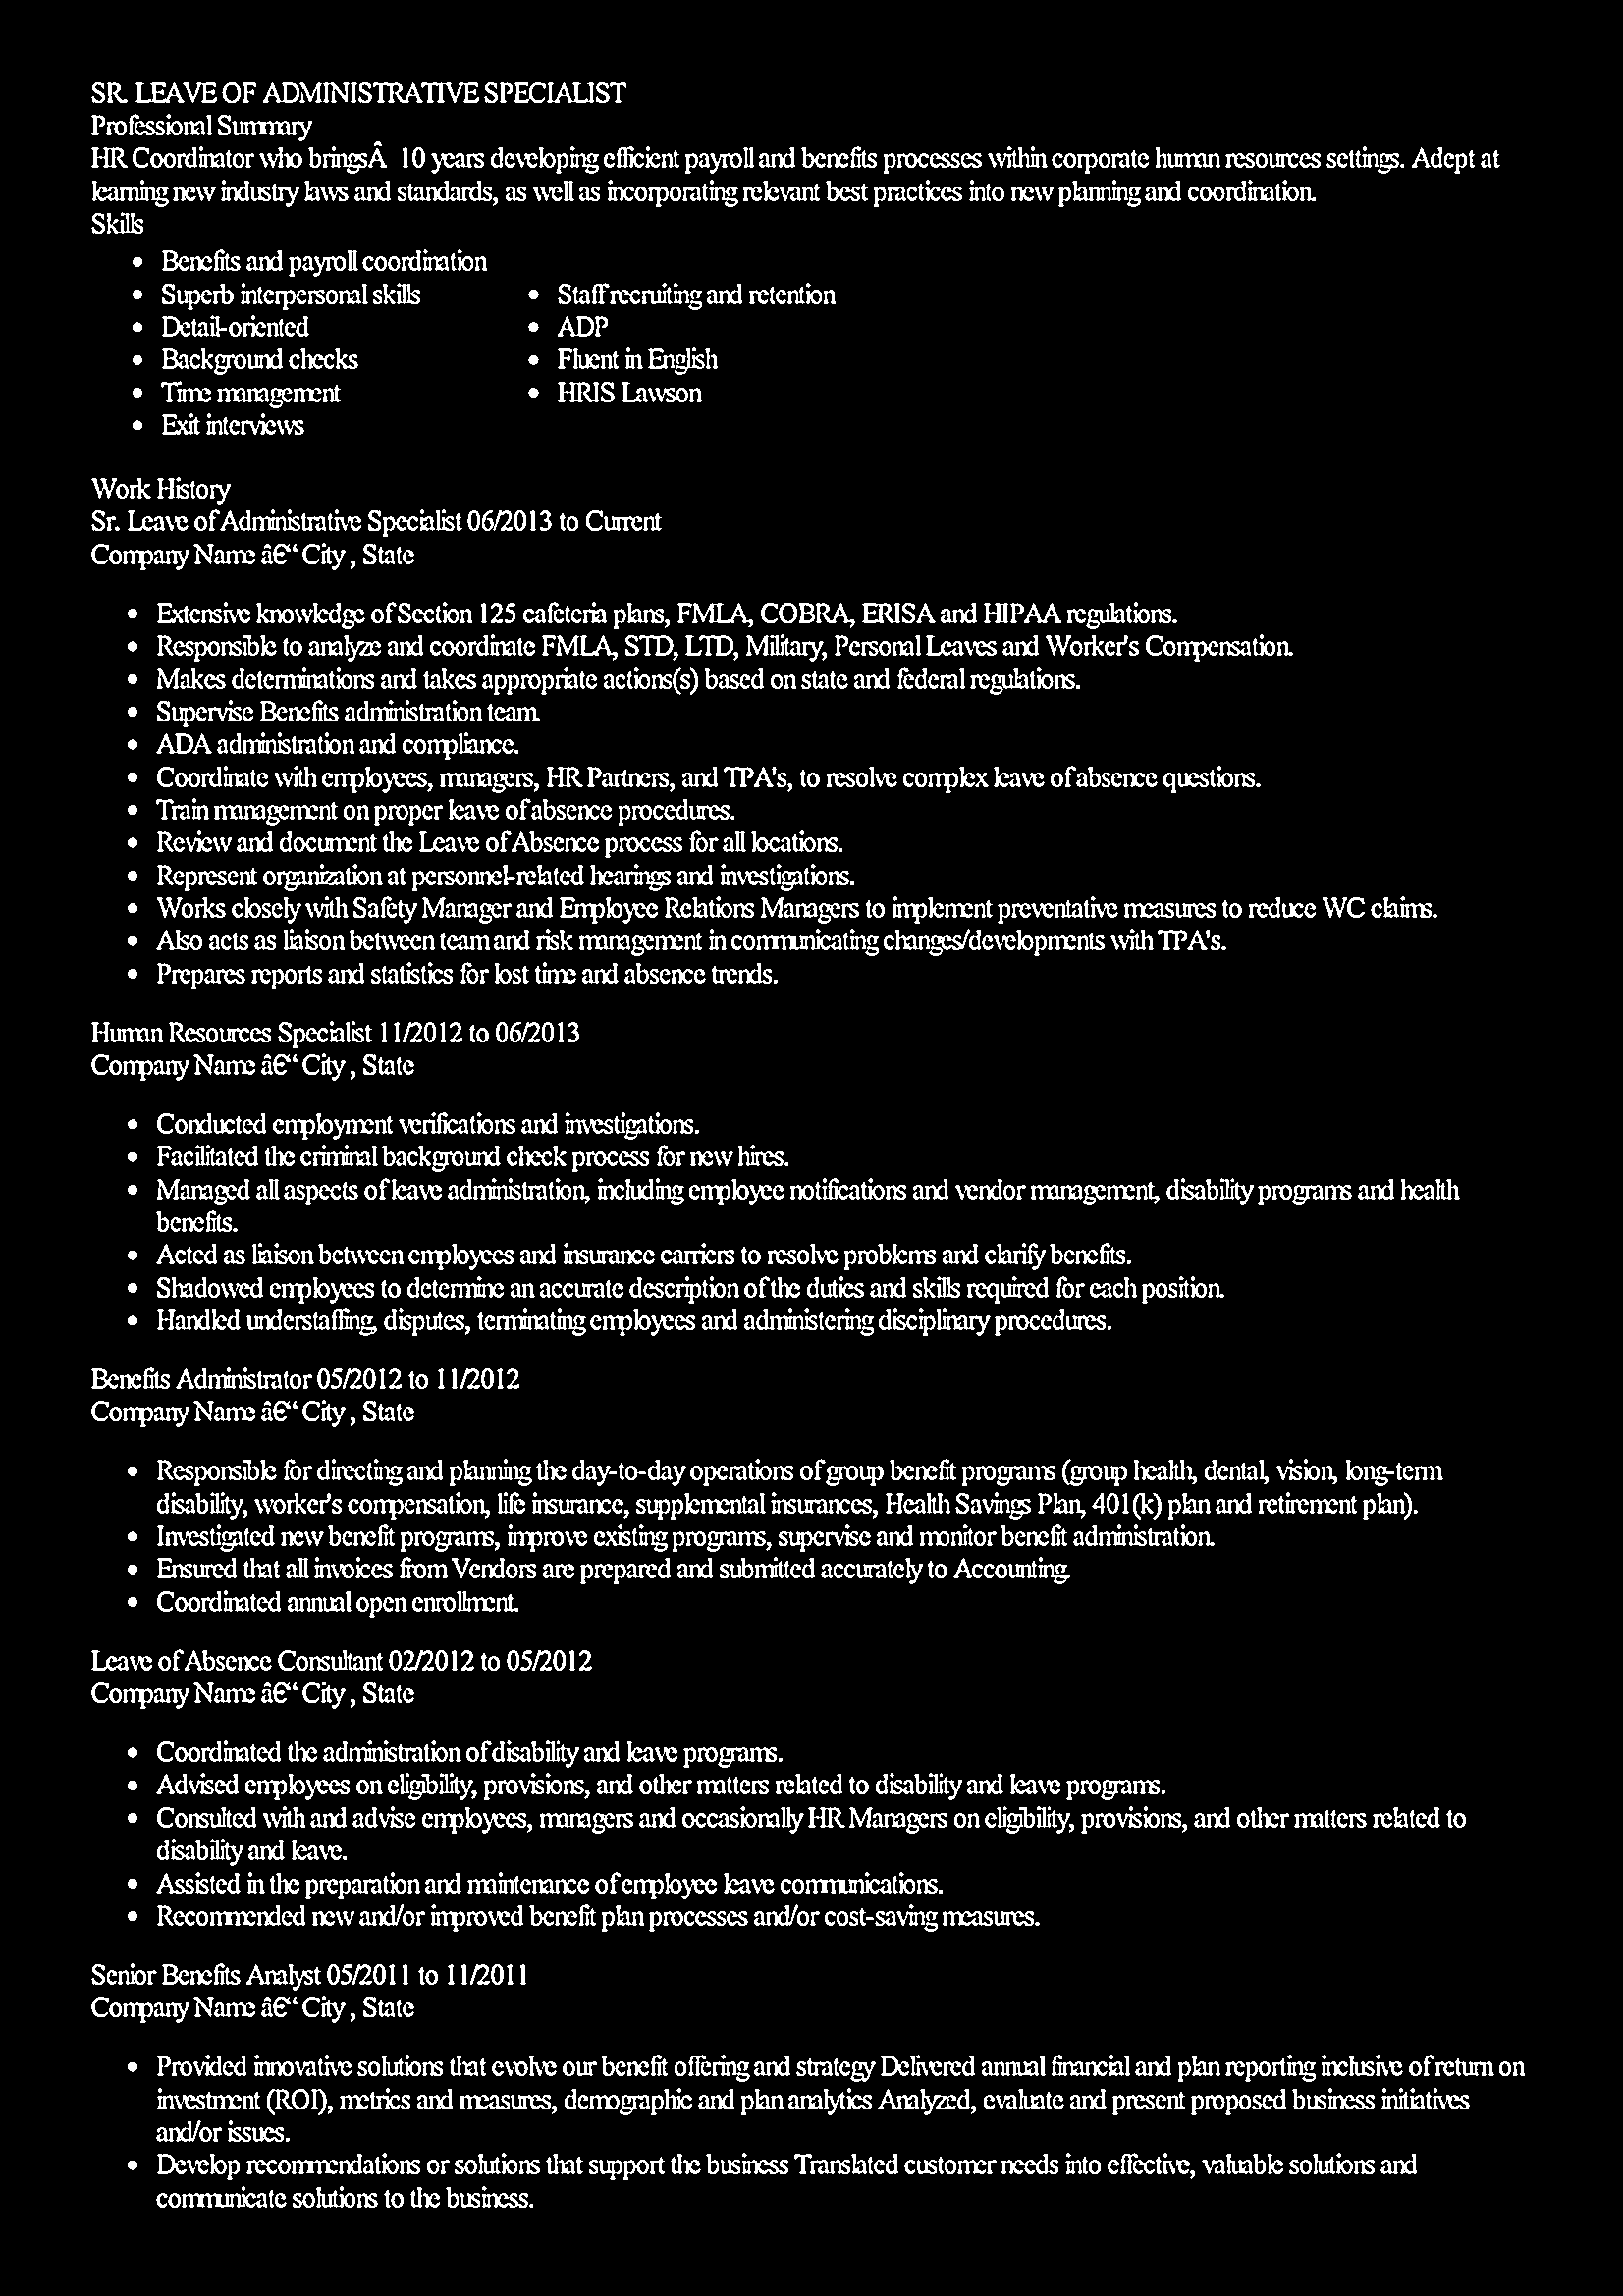 SR. LEAVE OF ADMINISTRATIVE SPECIALIST
Professional Summary
HR Coordinator who bringsÂ  10 years developing efficient payroll and benefits processes within corporate human resources settings. Adept at
learning new industry laws and standards, as well as incorporating relevant best practices into new planning and coordination.
Skills
• Benefits and payroll coordination
• Superb interpersonal skills
• Detail-oriented
• Background checks
• Time management
• Exit interviews
• Staff recruiting and retention
• ADP
• Fluent in English
• HRIS Lawson
Work History
Sr. Leave of Administrative Specialist 06/2013 to Current
Company Name â€“ City , State
• Extensive knowledge of Section 125 cafeteria plans, FMLA, COBRA, ERISA and HIPAA regulations.
• Responsible to analyze and coordinate FMLA, STD, LTD, Military, Personal Leaves and Worker's Compensation.
• Makes determinations and takes appropriate actions(s) based on state and federal regulations.
• Supervise Benefits administration team.
• ADA administration and compliance.
• Coordinate with employees, managers, HR Partners, and TPA's, to resolve complex leave of absence questions.
• Train management on proper leave of absence procedures.
• Review and document the Leave of Absence process for all locations.
• Represent organization at personnel-related hearings and investigations.
• Works closely with Safety Manager and Employee Relations Managers to implement preventative measures to reduce WC claims.
• Also acts as liaison between team and risk management in communicating changes/developments with TPA's.
• Prepares reports and statistics for lost time and absence trends.
Human Resources Specialist 11/2012 to 06/2013
Company Name â€“ City , State
• Conducted employment verifications and investigations.
• Facilitated the criminal background check process for new hires.
• Managed all aspects of leave administration, including employee notifications and vendor management, disability programs and health
benefits.
• Acted as liaison between employees and insurance carriers to resolve problems and clarify benefits.
• Shadowed employees to determine an accurate description of the duties and skills required for each position.
• Handled understaffing, disputes, terminating employees and administering disciplinary procedures.
Benefits Administrator 05/2012 to 11/2012
Company Name â€“ City , State
• Responsible for directing and planning the day-to-day operations of group benefit programs (group health, dental, vision, long-term
disability, worker's compensation, life insurance, supplemental insurances, Health Savings Plan, 401(k) plan and retirement plan).
• Investigated new benefit programs, improve existing programs, supervise and monitor benefit administration.
• Ensured that all invoices from Vendors are prepared and submitted accurately to Accounting.
• Coordinated annual open enrollment.
Leave of Absence Consultant 02/2012 to 05/2012
Company Name â€“ City , State
• Coordinated the administration of disability and leave programs.
• Advised employees on eligibility, provisions, and other matters related to disability and leave programs.
• Consulted with and advise employees, managers and occasionally HR Managers on eligibility, provisions, and other matters related to
disability and leave.
• Assisted in the preparation and maintenance of employee leave communications.
• Recommended new and/or improved benefit plan processes and/or cost-saving measures.
Senior Benefits Analyst 05/2011 to 11/2011
Company Name â€“ City , State
• Provided innovative solutions that evolve our benefit offering and strategy Delivered annual financial and plan reporting inclusive of return on
investment (ROI), metrics and measures, demographic and plan analytics Analyzed, evaluate and present proposed business initiatives
and/or issues.
• Develop recommendations or solutions that support the business Translated customer needs into effective, valuable solutions and
communicate solutions to the business.